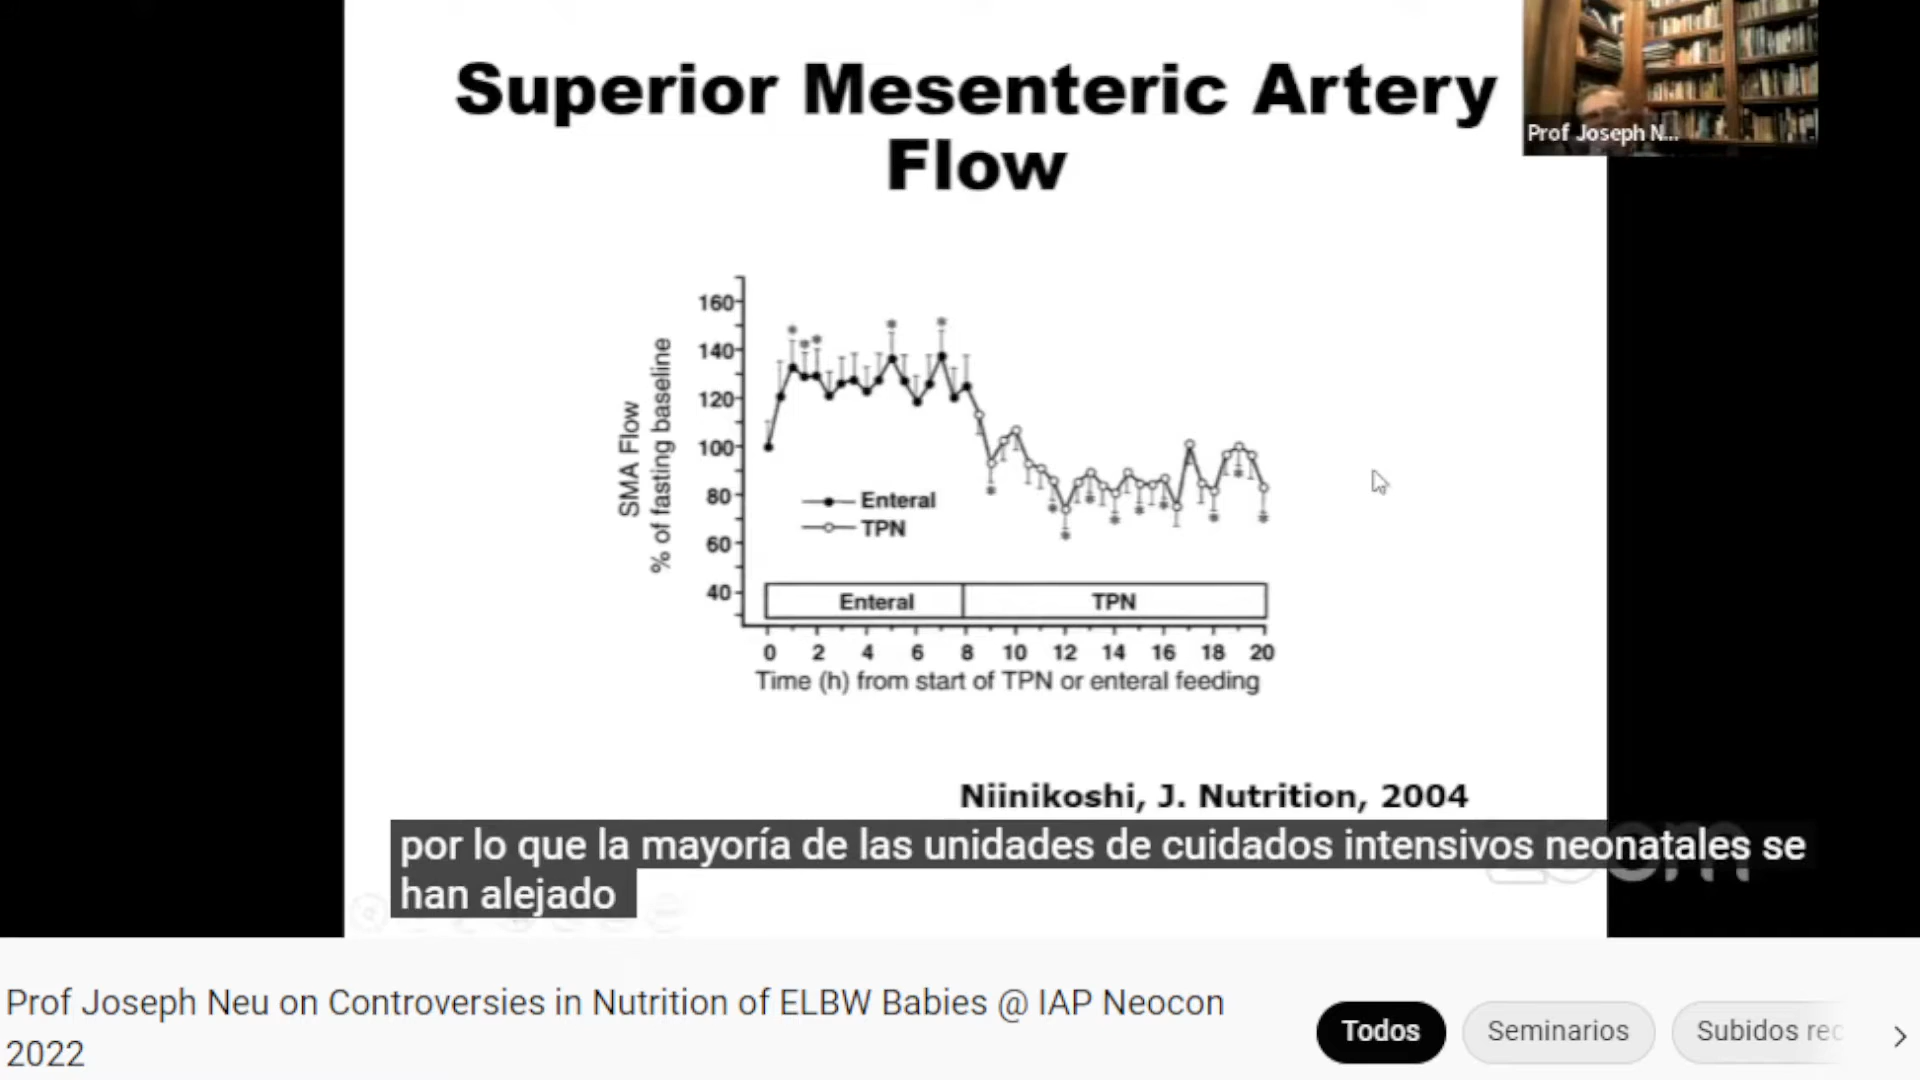 Superior Mesenteric Artery
Flow
Prof Joseph N...
SMA Flow
% of fasting baseline
160
140
120
100
80
60
40
Enteral
TPN
Enteral TPN
0 2 4 6 8 10 12 14 16 18 20
Time (h) from start of TPN or enteral feeding
Niinikoshi, J. Nutrition, 2004
por lo que la mayoría de las unidades de cuidados intensivos neonatales se
han alejado
zoom
Prof Joseph Neu on Controversies in Nutrition of ELBW Babies @ IAP Neocon
2022
Todos
Seminarios
Subidos rec